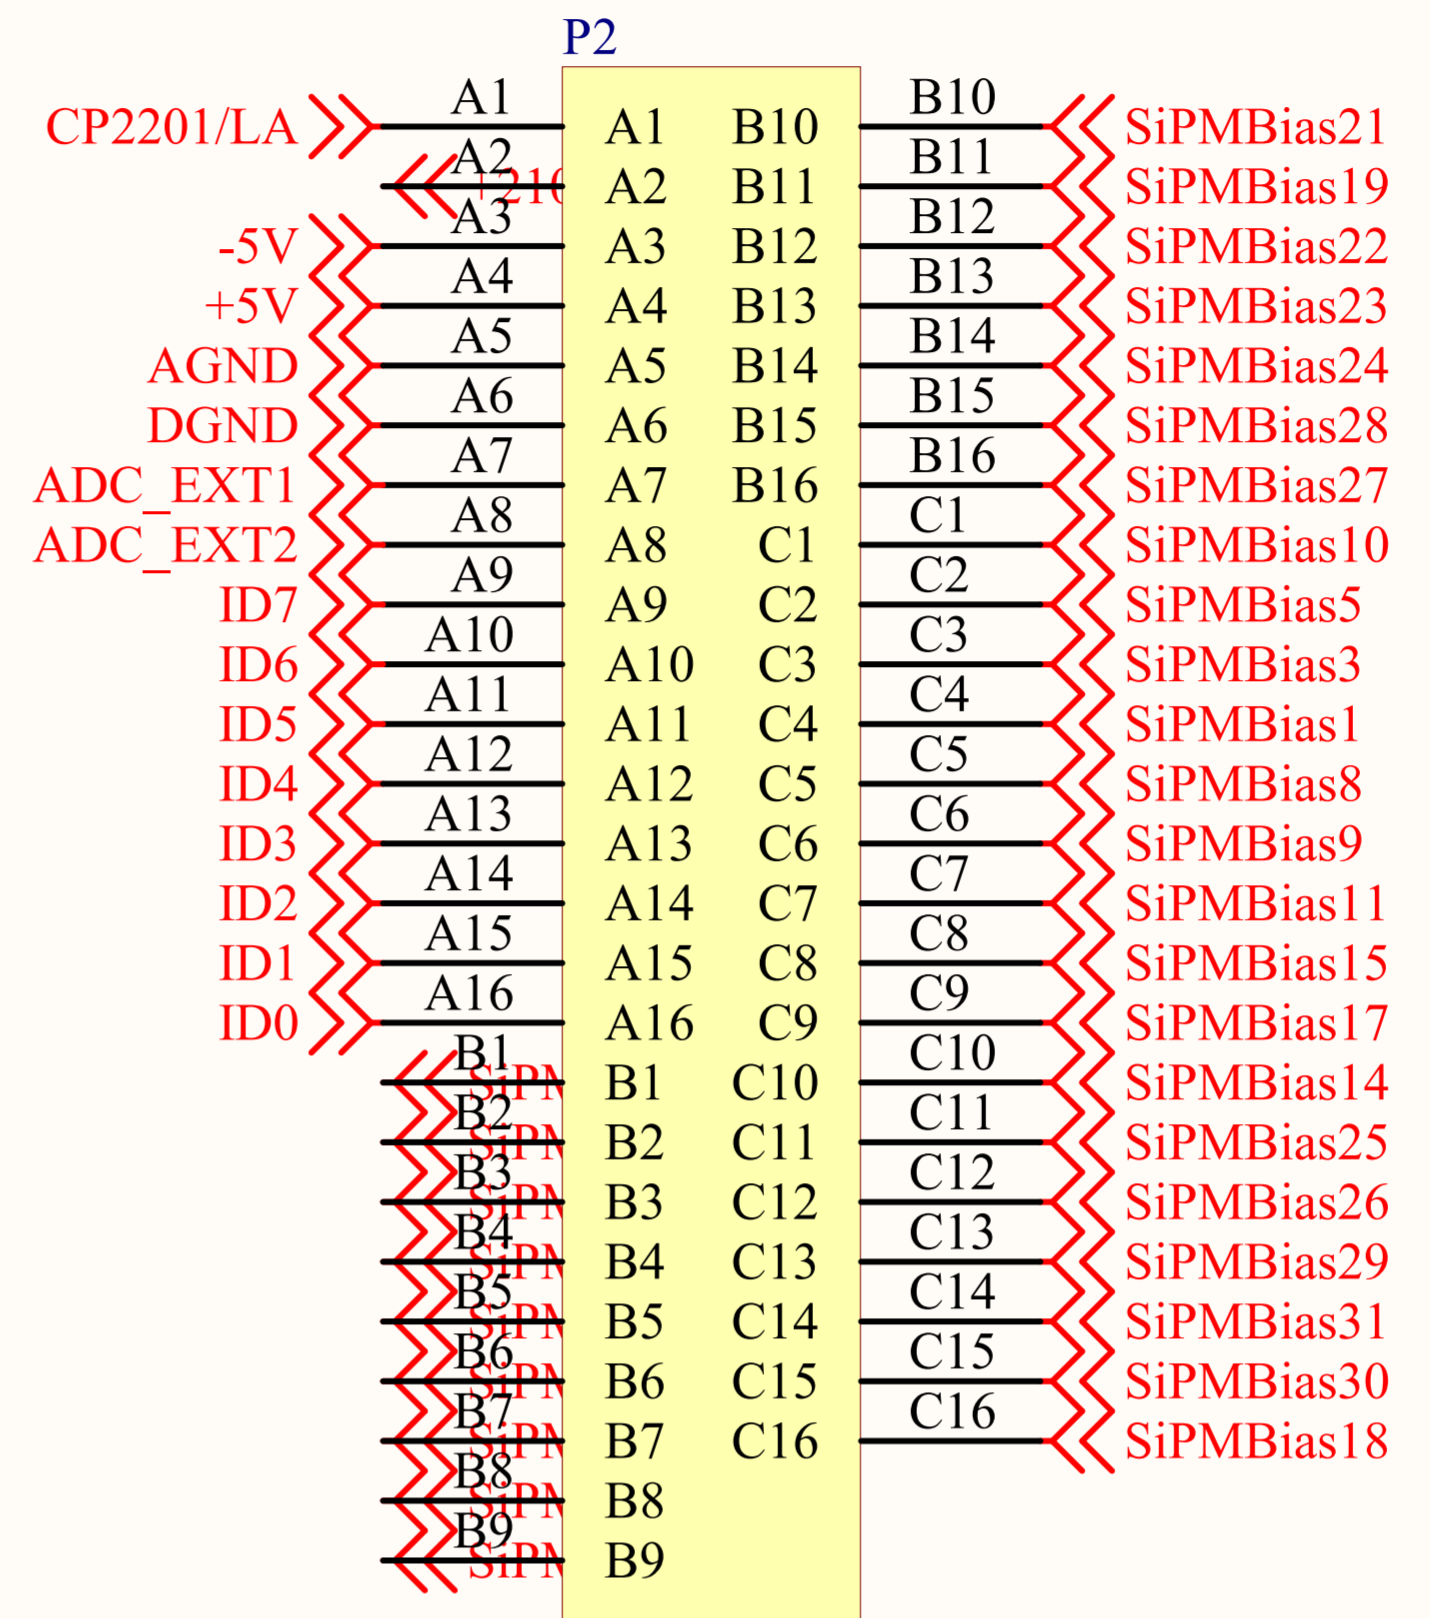 P2
CP2201/LA A1 A1 B10 B10 SiPMBias21
A2 A2 B11 B11 SiPMBias19
-5V A3 A3 B12 B12 SiPMBias22
+5V A4 A4 B13 B13 SiPMBias23
AGND A5 A5 B14 B14 SiPMBias24
DGND A6 A6 B15 B15 SiPMBias28
ADC_EXT1 A7 A7 B16 B16 SiPMBias27
ADC_EXT2 A8 A8 C1 C1 SiPMBias10
ID7 A9 A9 C2 C2 SiPMBias5
ID6 A10 A10 C3 C3 SiPMBias3
ID5 A11 A11 C4 C4 SiPMBias1
ID4 A12 A12 C5 C5 SiPMBias8
ID3 A13 A13 C6 C6 SiPMBias9
ID2 A14 A14 C7 C7 SiPMBias11
ID1 A15 A15 C8 C8 SiPMBias15
ID0 A16 A16 C9 C9 SiPMBias17
B1 B1 C10 C10 SiPMBias14
B2 B2 C11 C11 SiPMBias25
B3 B3 C12 C12 SiPMBias26
B4 B4 C13 C13 SiPMBias29
B5 B5 C14 C14 SiPMBias31
B6 B6 C15 C15 SiPMBias30
B7 B7 C16 C16 SiPMBias18
B8 B8
B9 B9